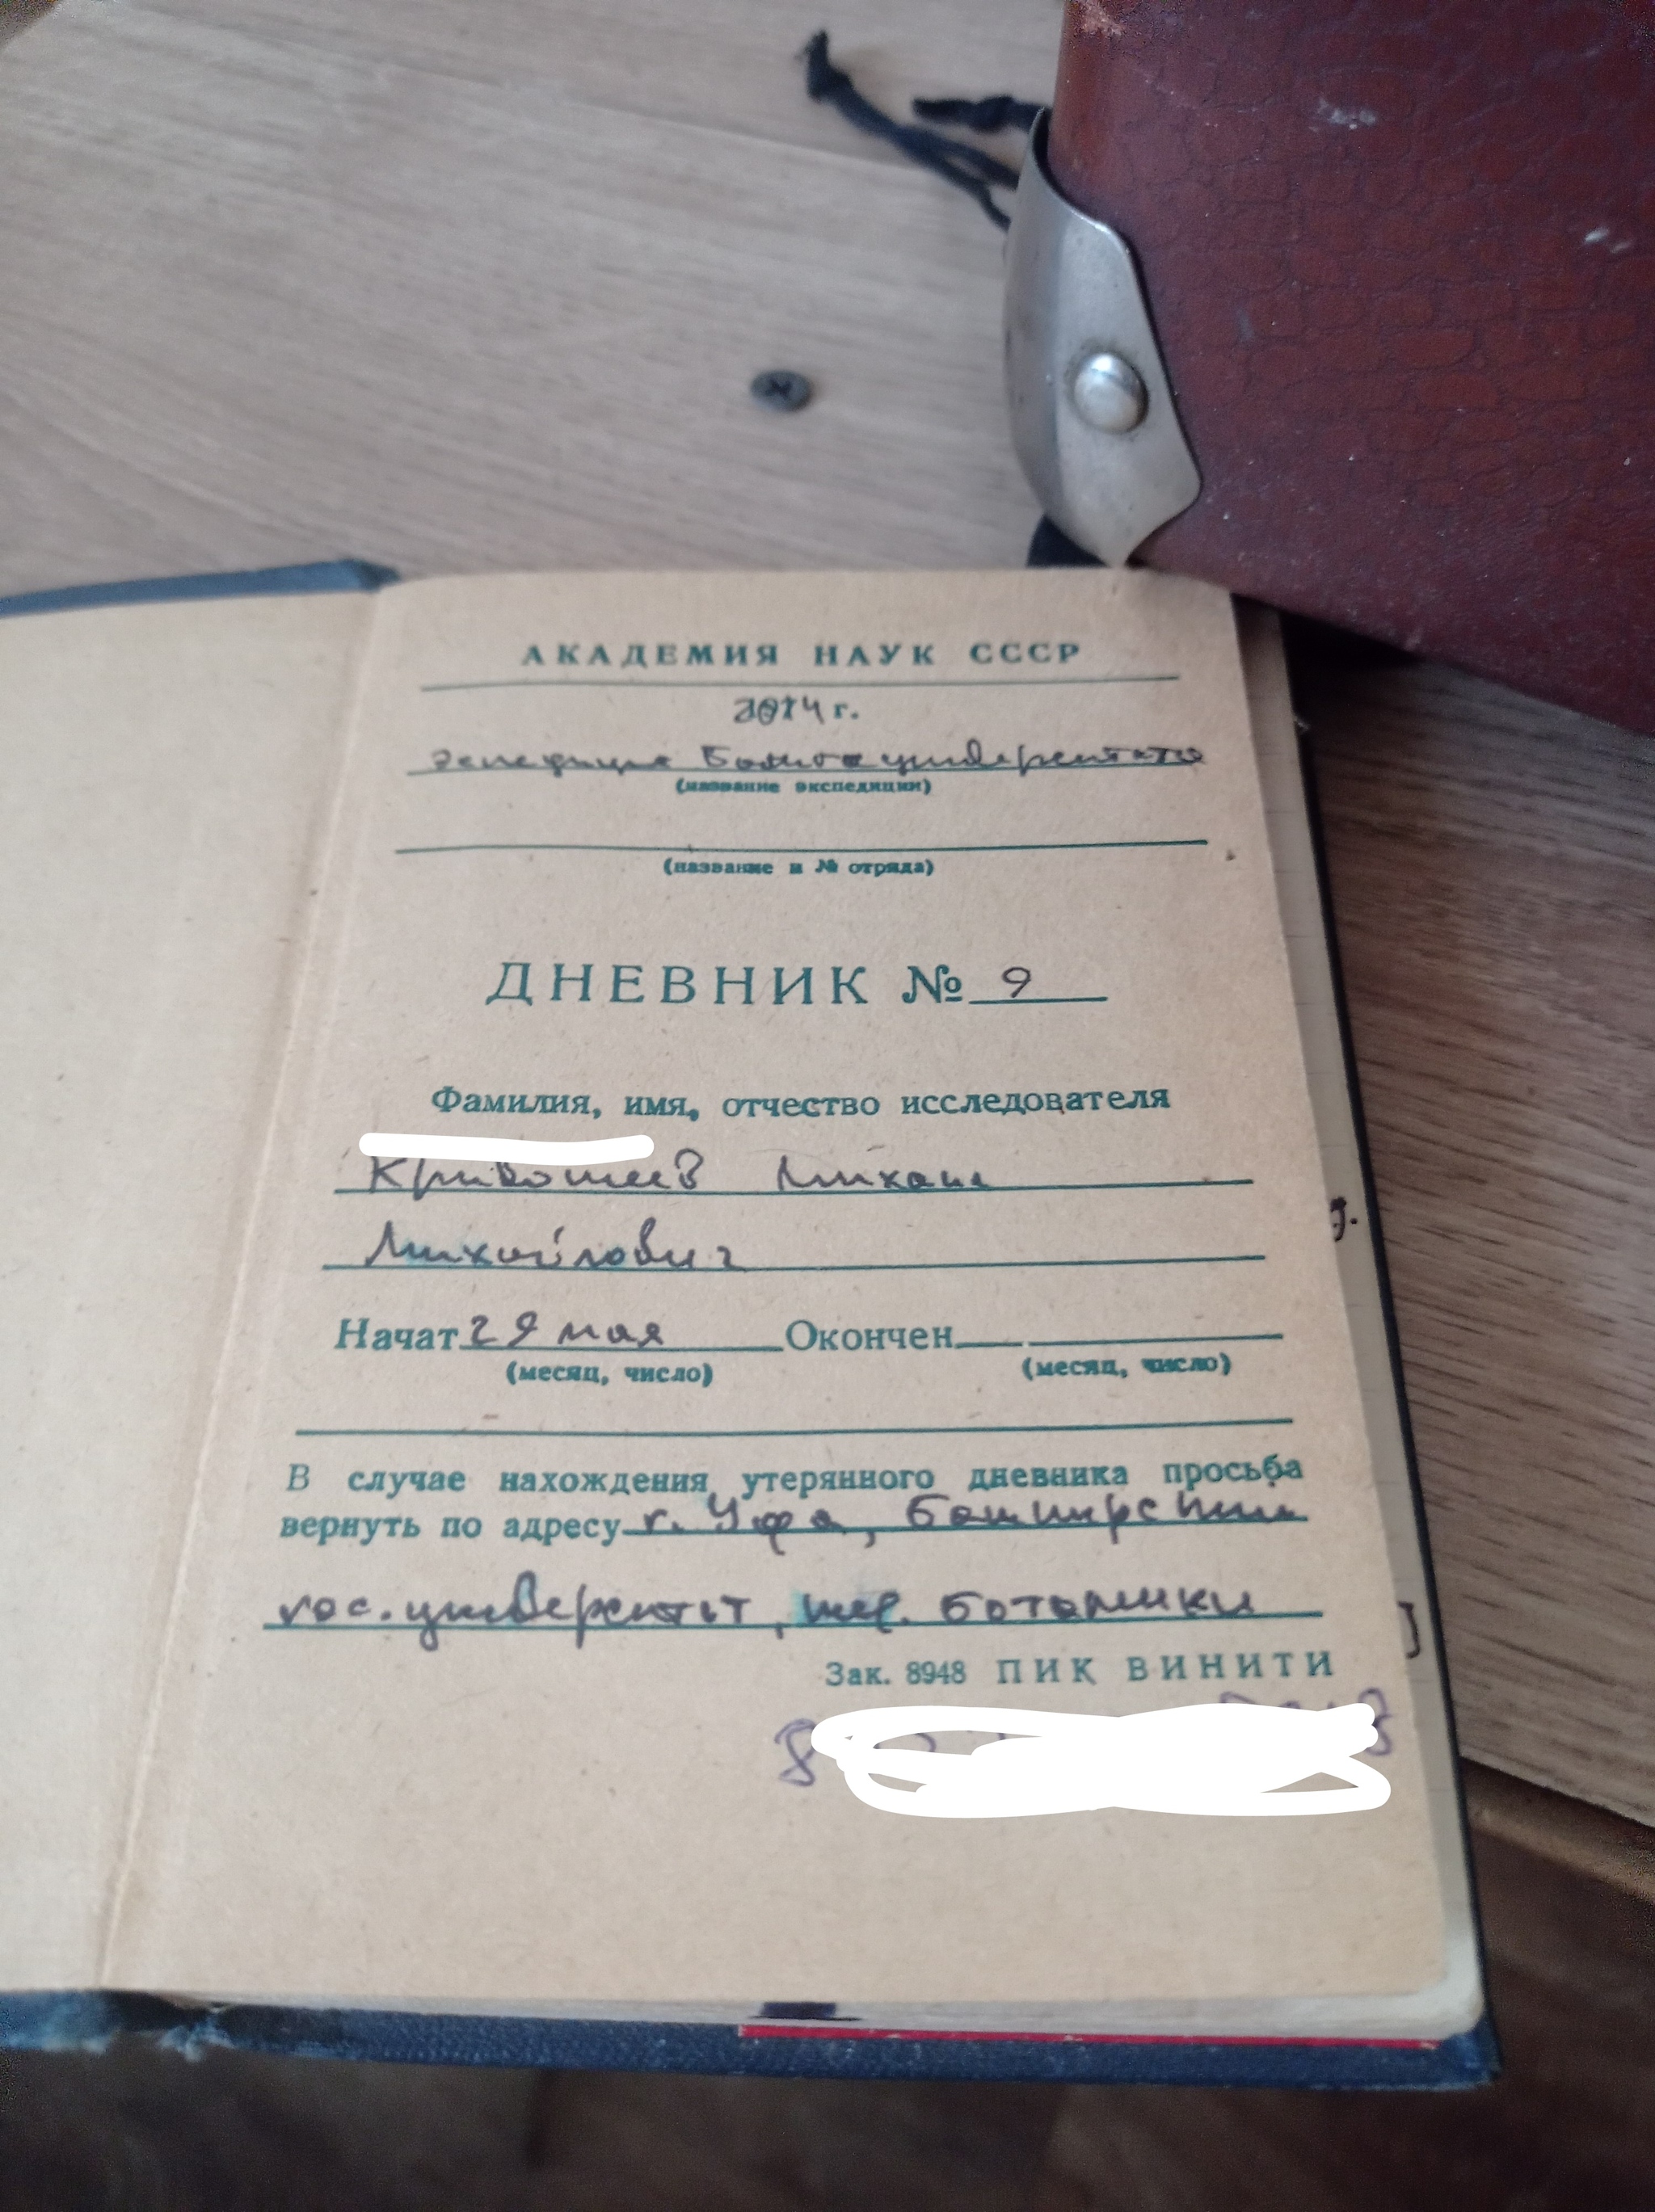 АКАДЕМИЯ НАУК СССР
2014 г.
экспедиция Башгосуниверситета
(название экспедиции)
(название и № отряда)
ДНЕВНИК № 9
Фамилия, имя, отчество исследователя
Кривошеев Михаил
Михайлович
Начат 29 мая Окончен
(месяц, число) (месяц, число)
В случае нахождения утерянного дневника просьба
вернуть по адресу г. Уфа, Башкирский
гос. университет, каф. ботаники
Зак. 8948 ПИК ВИНИТИ
8